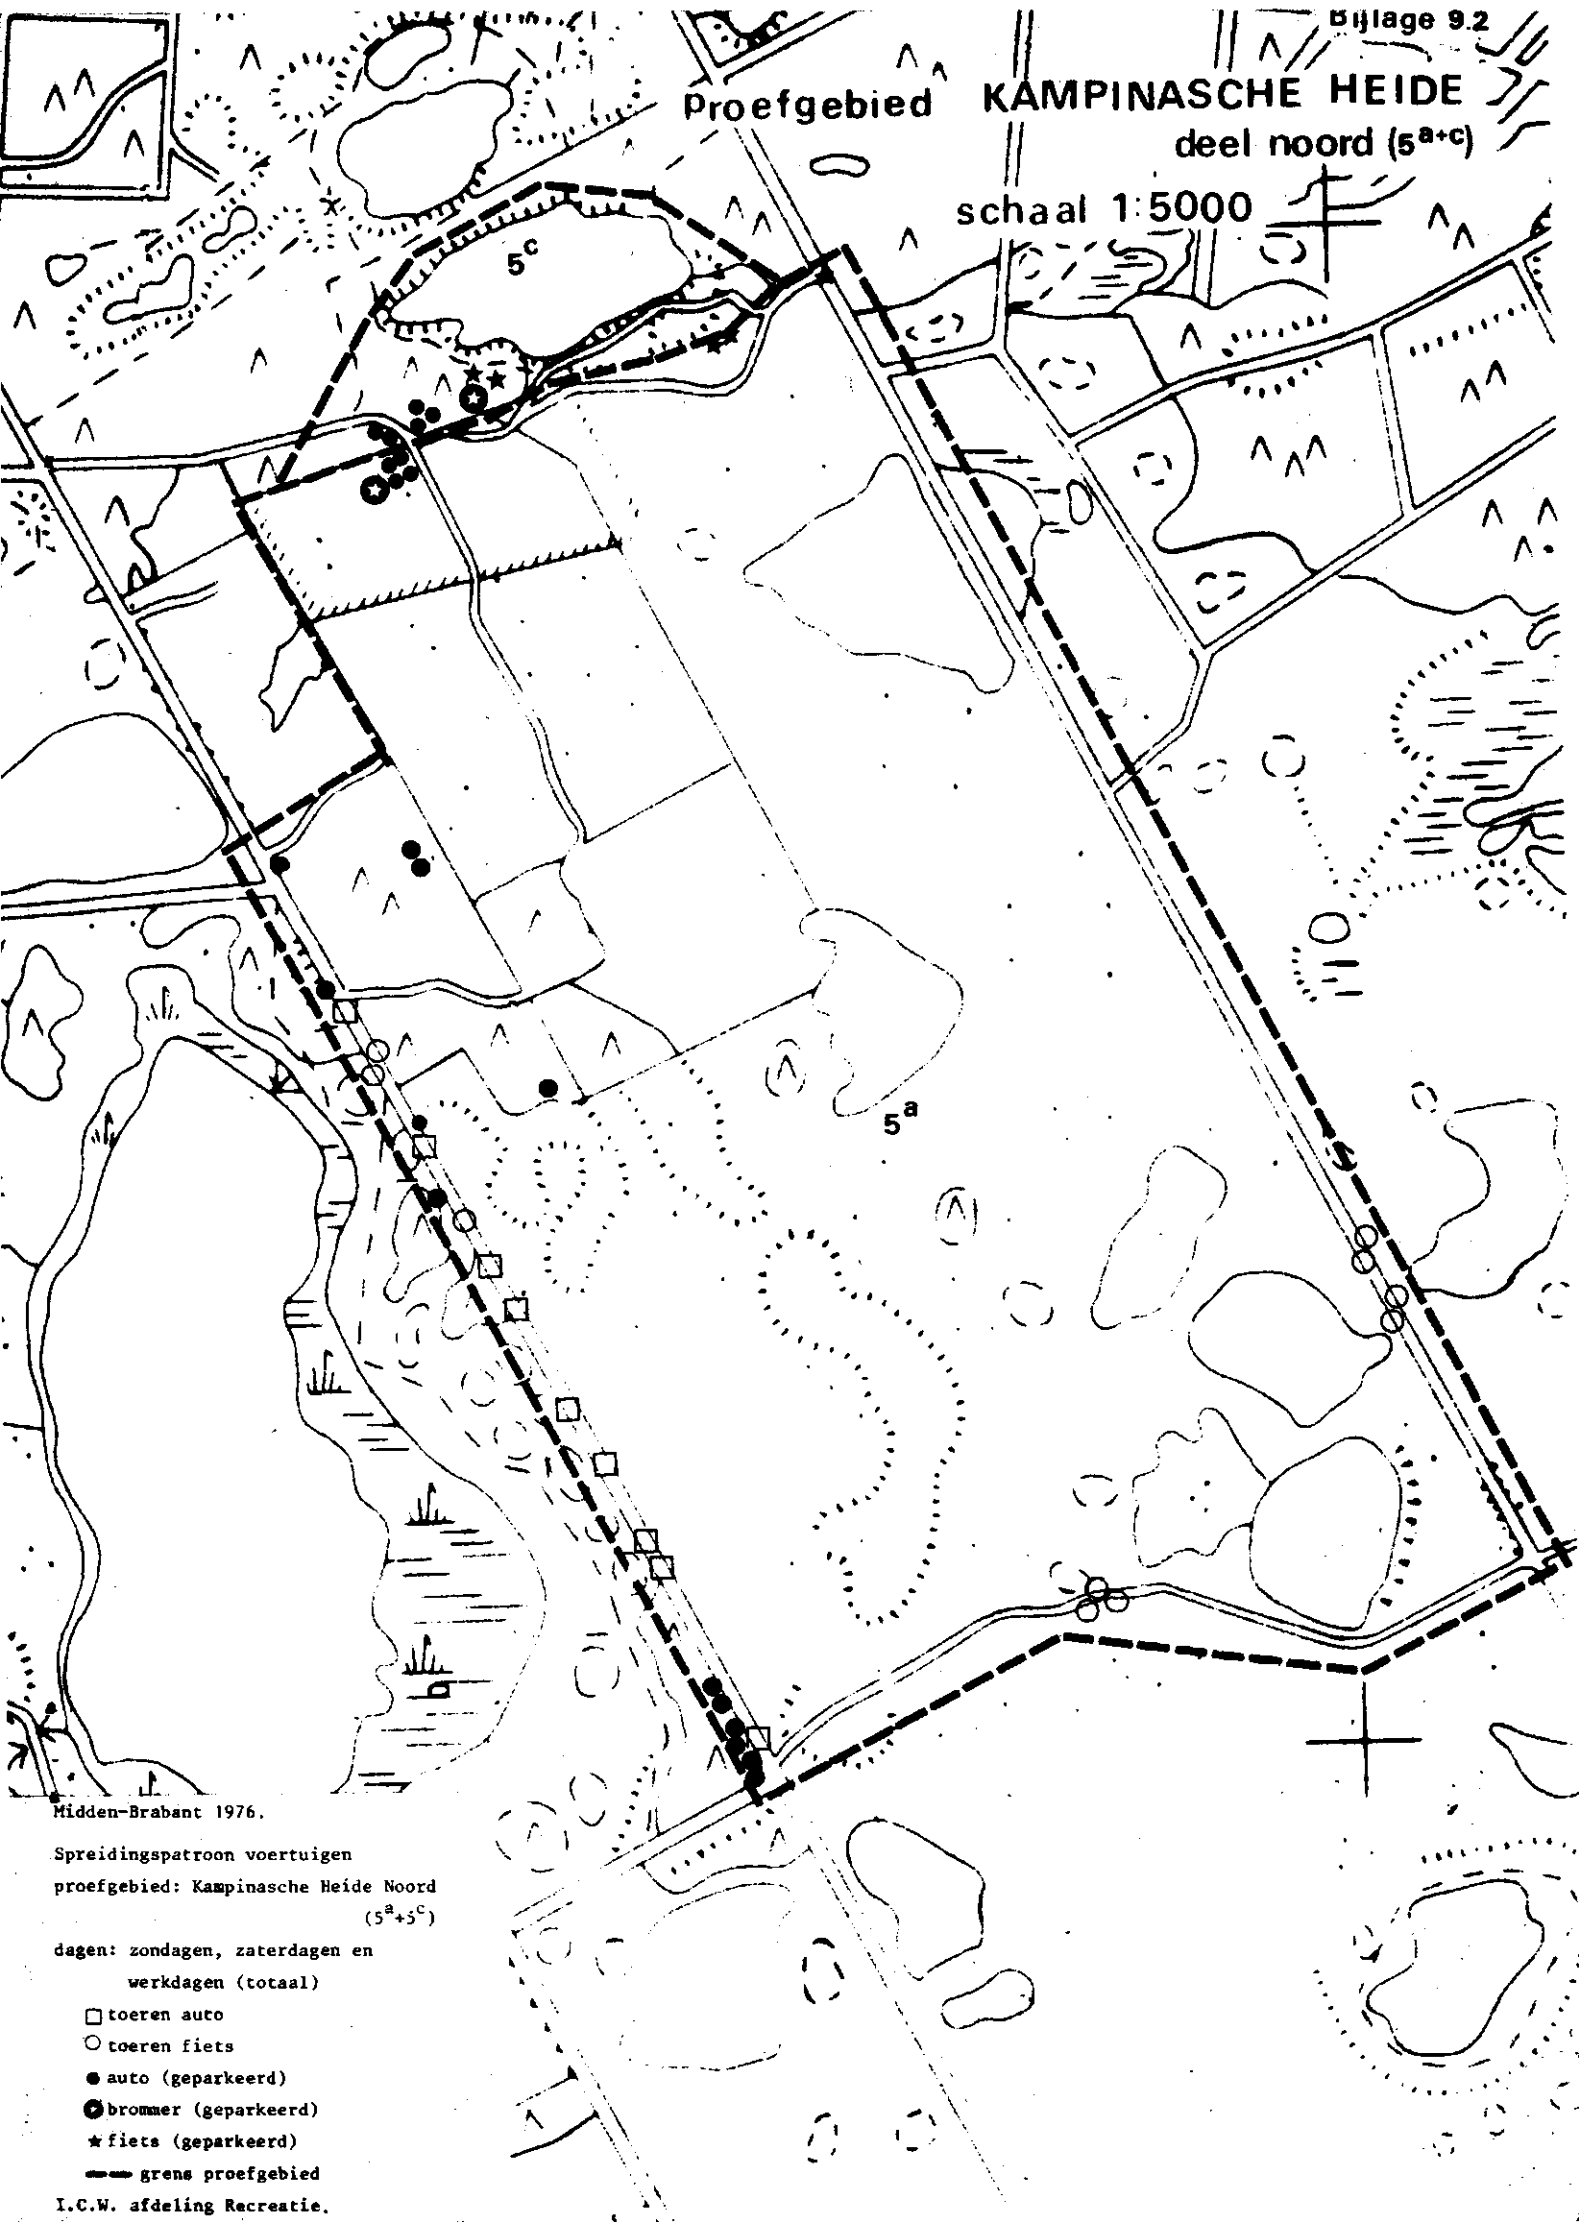 Bijlage 9.2
Proefgebied KAMPINASCHE HEIDE
deel noord (5a+c)
schaal 1:5000
5c
5a
Midden-Brabant 1976.
Spreidingspatroon voertuigen
proefgebied: Kampinasche Heide Noord
(5a+5c)
dagen: zondagen, zaterdagen en
werkdagen (totaal)
toeren auto
toeren fiets
auto (geparkeerd)
brommer (geparkeerd)
fiets (geparkeerd)
grens proefgebied
I.C.W. afdeling Recreatie.